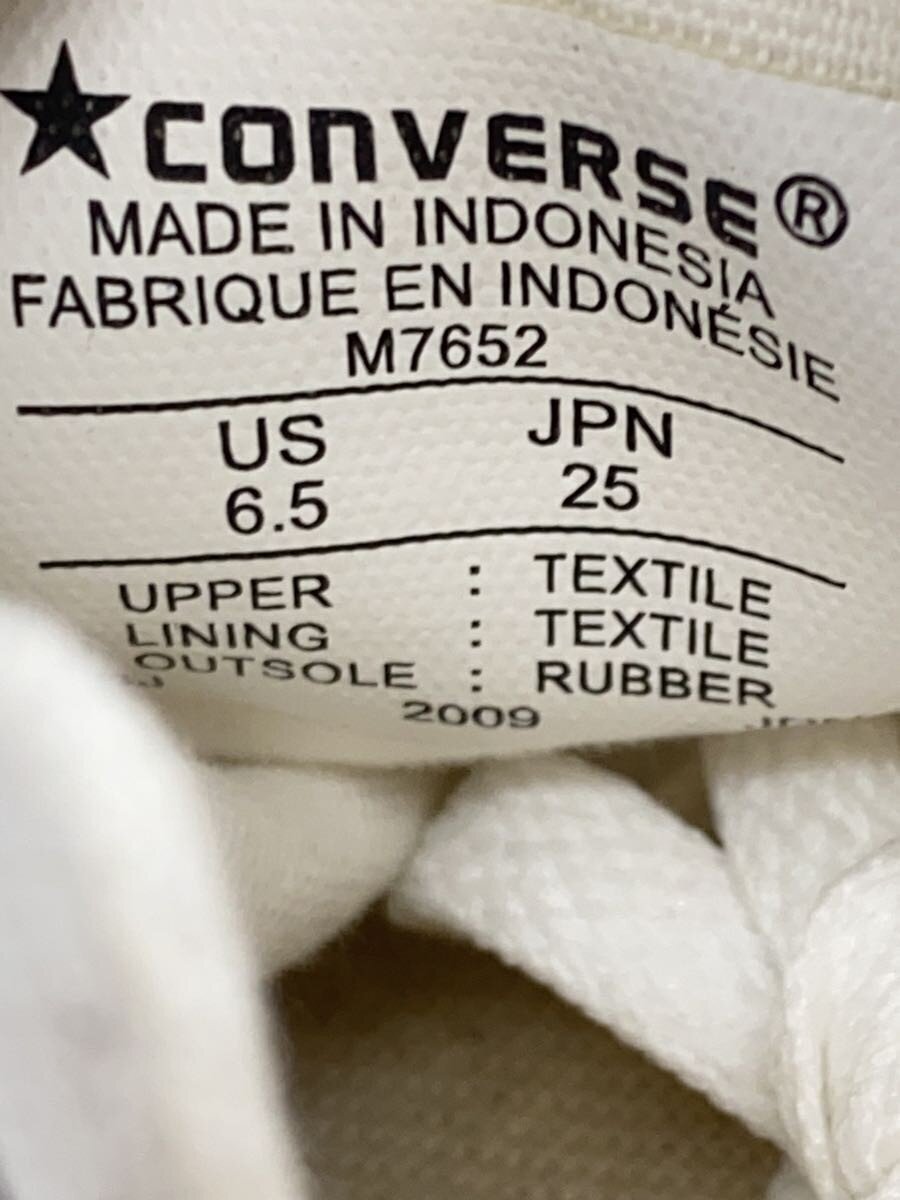 ★CONVERSE®
MADE IN INDONESIA
FABRIQUE EN INDONÉSIE
M7652
US JPN
6.5 25
UPPER : TEXTILE
LINING : TEXTILE
OUTSOLE : RUBBER
2009